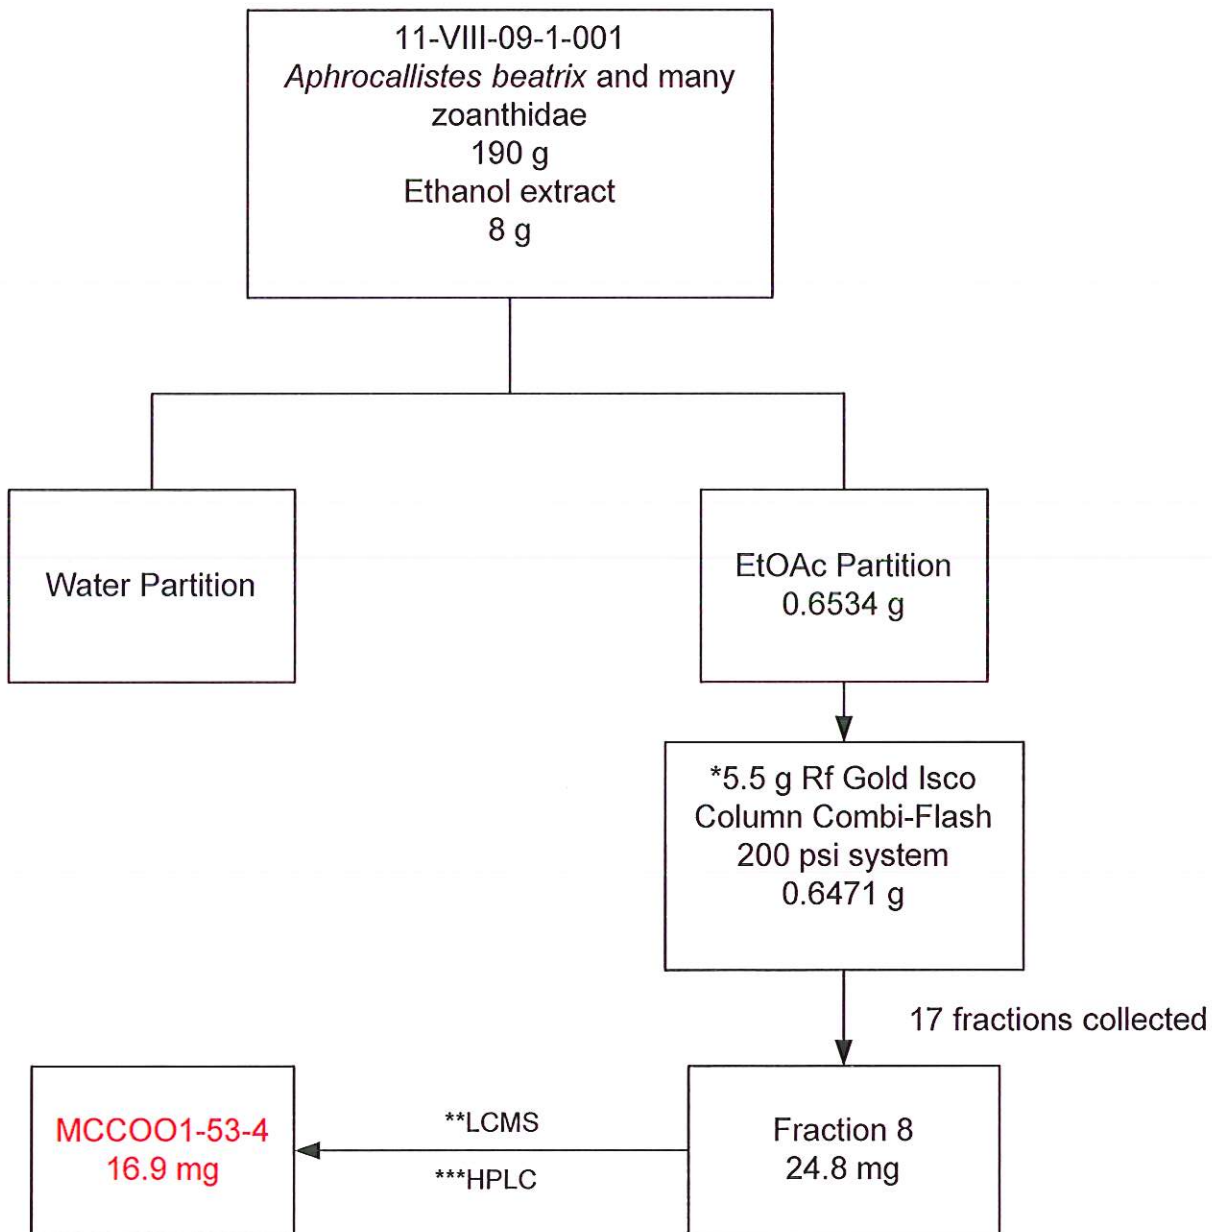 11-VIII-09-1-001
Aphrocallistes beatrix and many
zoanthidae
190 g
Ethanol extract
8 g
Water Partition
EtOAc Partition
0.6534 g
*5.5 g Rf Gold Isco
Column Combi-Flash
200 psi system
0.6471 g
17 fractions collected
MCCOO1-53-4
16.9 mg
**LCMS
***HPLC
Fraction 8
24.8 mg